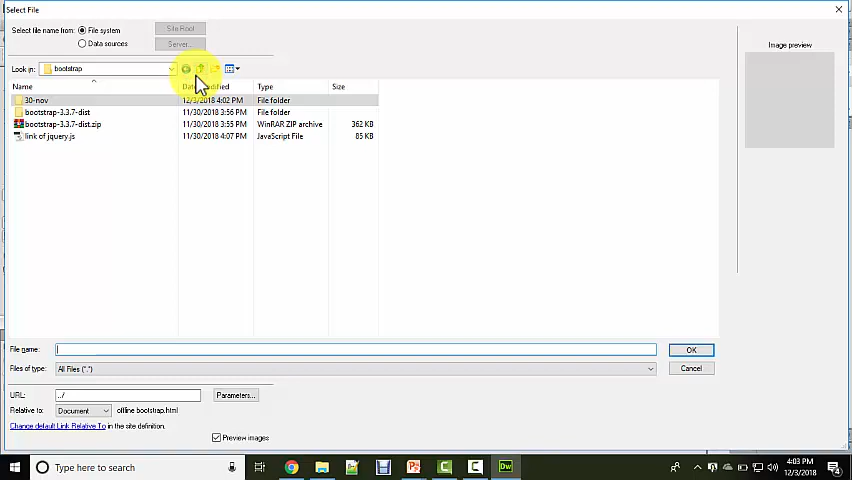 Select File
Select file name from:
File system
Site Root
Data sources
Server...
Look in:
bootstrap
Name
Type
Size
30-nov
12/3/2018 4:02 PM
File folder
bootstrap-3.3.7-dist
11/30/2018 3:56 PM
File folder
bootstrap-3.3.7-dist.zip
11/30/2018 3:55 PM
WinRAR ZIP archive
362 KB
link of jquery.js
11/30/2018 4:07 PM
JavaScript File
85 KB
Image preview
File name:
OK
Files of type:
All Files (*.*)
Cancel
URL:
../
Parameters...
Relative to:
Document
offline bootstrap.html
Change default Link Relative To in the site definition.
Preview images
Type here to search
Dw
4:03 PM
12/3/2018
4